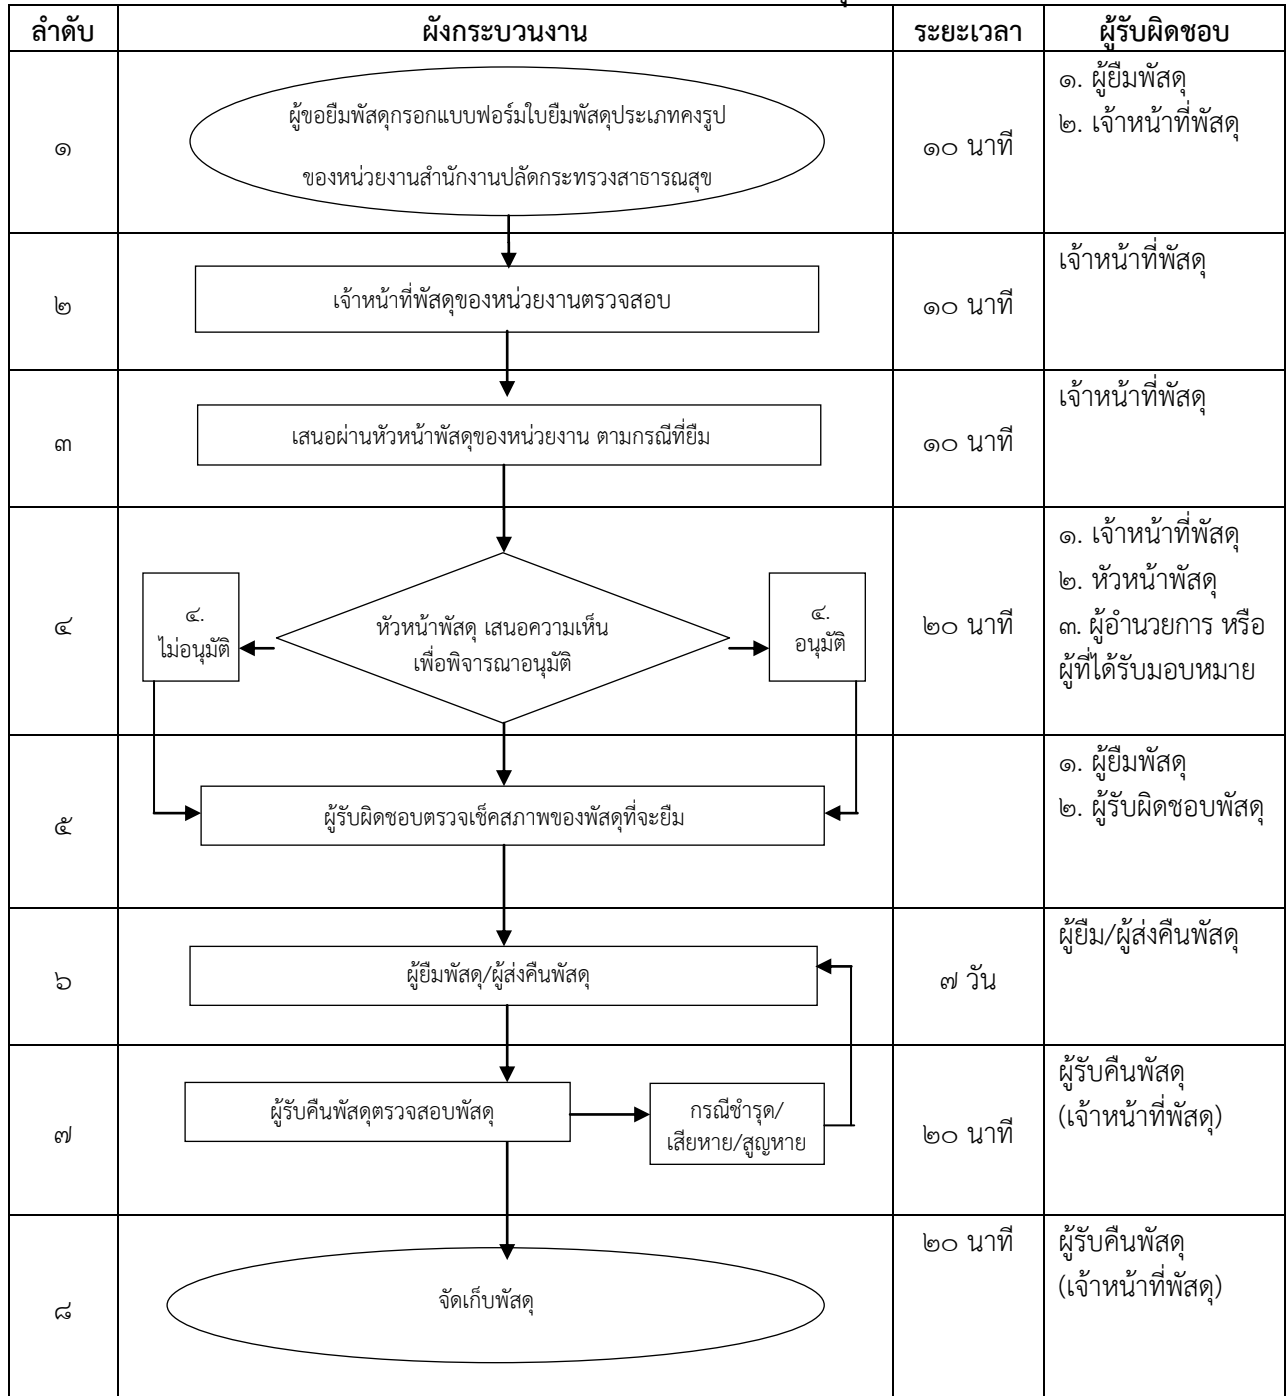 ลำดับ ผังกระบวนงาน ระยะเวลา ผู้รับผิดชอบ
๑
ผู้ขอยืมพัสดุกรอกแบบฟอร์มใบยืมพัสดุประเภทคงรูป
ของหน่วยงานสำนักงานปลัดกระทรวงสาธารณสุข
๑๐ นาที
๑. ผู้ยืมพัสดุ
๒. เจ้าหน้าที่พัสดุ
๒
เจ้าหน้าที่พัสดุของหน่วยงานตรวจสอบ
๑๐ นาที
เจ้าหน้าที่พัสดุ
๓
เสนอผ่านหัวหน้าพัสดุของหน่วยงาน ตามกรณีที่ยืม
๑๐ นาที
เจ้าหน้าที่พัสดุ
๔
๔.
ไม่อนุมัติ
หัวหน้าพัสดุ เสนอความเห็น
เพื่อพิจารณาอนุมัติ
๔.
อนุมัติ
๒๐ นาที
๑. เจ้าหน้าที่พัสดุ
๒. หัวหน้าพัสดุ
๓. ผู้อำนวยการ หรือ
ผู้ที่ได้รับมอบหมาย
๕
ผู้รับผิดชอบตรวจเช็คสภาพของพัสดุที่จะยืม
๑. ผู้ยืมพัสดุ
๒. ผู้รับผิดชอบพัสดุ
๖
ผู้ยืมพัสดุ/ผู้ส่งคืนพัสดุ
๗ วัน
ผู้ยืม/ผู้ส่งคืนพัสดุ
๗
ผู้รับคืนพัสดุตรวจสอบพัสดุ
กรณีชำรุด/
เสียหาย/สูญหาย
๒๐ นาที
ผู้รับคืนพัสดุ
(เจ้าหน้าที่พัสดุ)
๘
จัดเก็บพัสดุ
๒๐ นาที
ผู้รับคืนพัสดุ
(เจ้าหน้าที่พัสดุ)